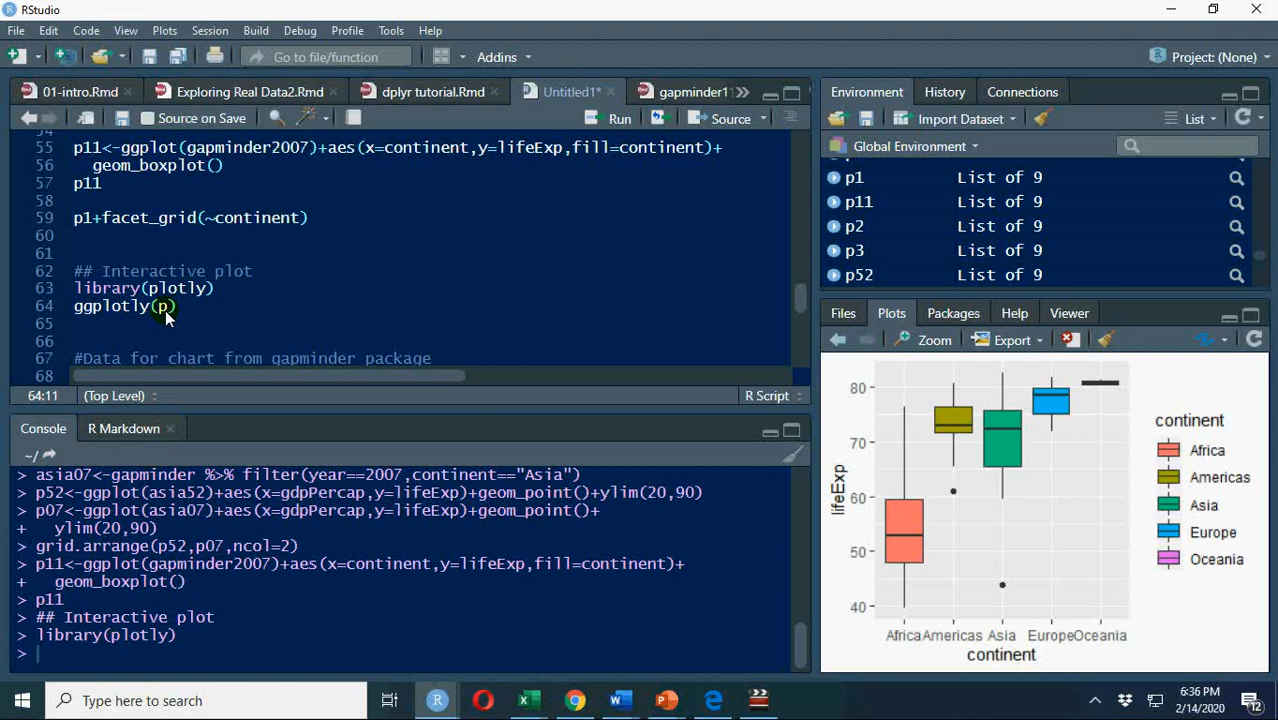 RStudio
File Edit Code View Plots Session Build Debug Profile Tools Help
Go to file/function Addins Project: (None)
01-intro.Rmd Exploring Real Data2.Rmd dplyr tutorial.Rmd Untitled1* gapminder1
Source on Save Run Source
54
55 p11<-ggplot(gapminder2007)+aes(x=continent,y=lifeExp,fill=continent)+
56 geom_boxplot()
57 p11
58
59 p1+facet_grid(~continent)
60
61
62 ## Interactive plot
63 library(plotly)
64 ggplotly(p)
65
66
67 #Data for chart from gapminder package
68
64:11 (Top Level) R Script
Console R Markdown
~/
> asia07<-gapminder %>% filter(year==2007,continent=="Asia")
> p52<-ggplot(asia52)+aes(x=gdpPercap,y=lifeExp)+geom_point()+ylim(20,90)
> p07<-ggplot(asia07)+aes(x=gdpPercap,y=lifeExp)+geom_point()+
+ ylim(20,90)
> grid.arrange(p52,p07,ncol=2)
> p11<-ggplot(gapminder2007)+aes(x=continent,y=lifeExp,fill=continent)+
+ geom_boxplot()
> p11
> ## Interactive plot
> library(plotly)
>
Environment History Connections
Import Dataset List
Global Environment
p1 List of 9
p11 List of 9
p2 List of 9
p3 List of 9
p52 List of 9
Files Plots Packages Help Viewer
Zoom Export
80
70
60
50
40
lifeExp
Africa Americas Asia Europe Oceania
continent
continent
Africa
Americas
Asia
Europe
Oceania
Type here to search
6:36 PM
2/14/2020
12